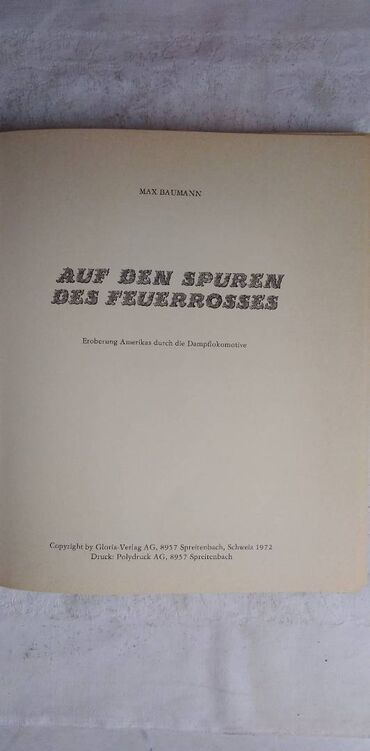 MAX BAUMANN
AUF DEN SPUREN
DES FEUERROSSES
Eroberung Amerikas durch die Dampflokomotive
Copyright by Gloria-Verlag AG, 8957 Spreitenbach, Schweiz 1972
Druck: Polydruck AG, 8957 Spreitenbach